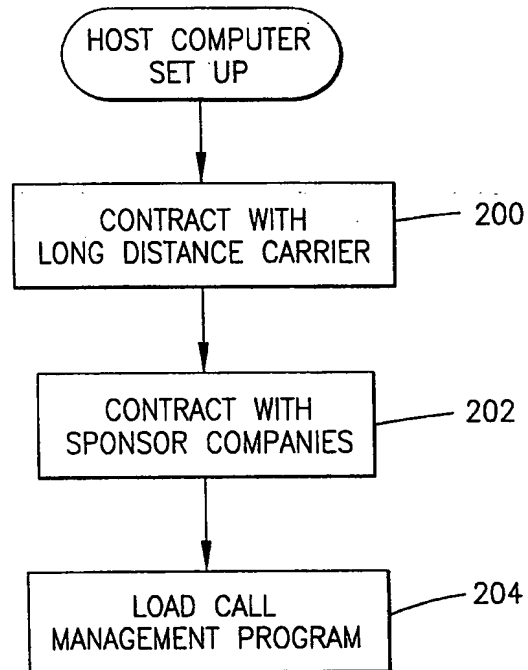 HOST COMPUTER
SET UP
CONTRACT WITH
LONG DISTANCE CARRIER
200
CONTRACT WITH
SPONSOR COMPANIES
202
LOAD CALL
MANAGEMENT PROGRAM
204